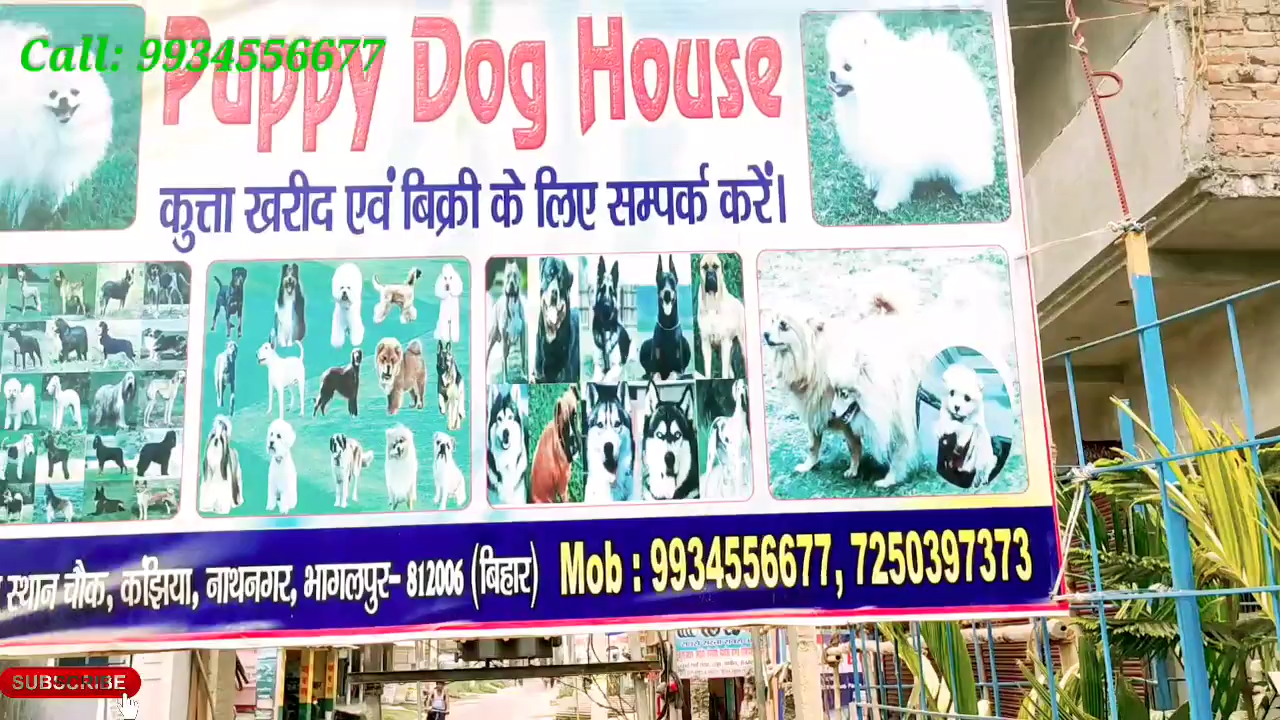 Call: 9934556677
Puppy Dog House
कुत्ता खरीद एवं बिक्री के लिए सम्पर्क करें।
स्थान चौक, कझिया, नाथनगर, भागलपुर- 812006 (बिहार) Mob : 9934556677, 7250397373
SUBSCRIBE